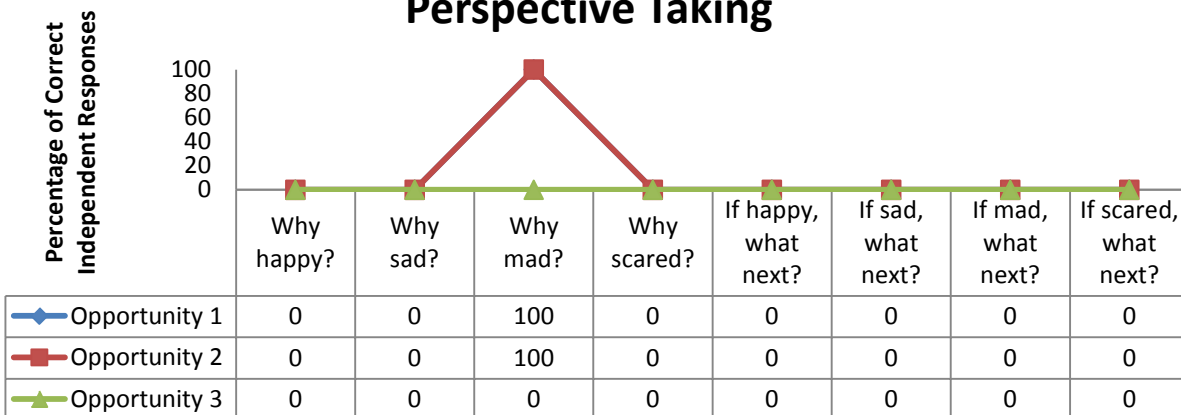 Perspective Taking
Percentage of Correct
Independent Responses
100
80
60
40
20
0
Why happy?
Why sad?
Why mad?
Why scared?
If happy, what next?
If sad, what next?
If mad, what next?
If scared, what next?
Opportunity 1 0 0 100 0 0 0 0 0
Opportunity 2 0 0 100 0 0 0 0 0
Opportunity 3 0 0 0 0 0 0 0 0